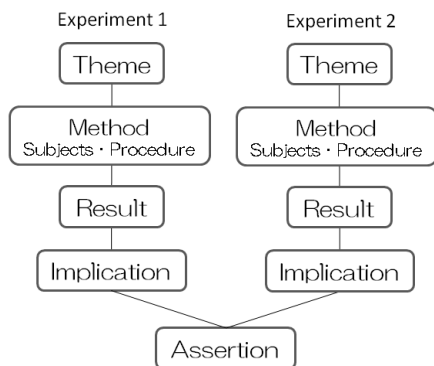 Experiment 1
Theme
Method
Subjects・Procedure
Result
Implication
Experiment 2
Theme
Method
Subjects・Procedure
Result
Implication
Assertion